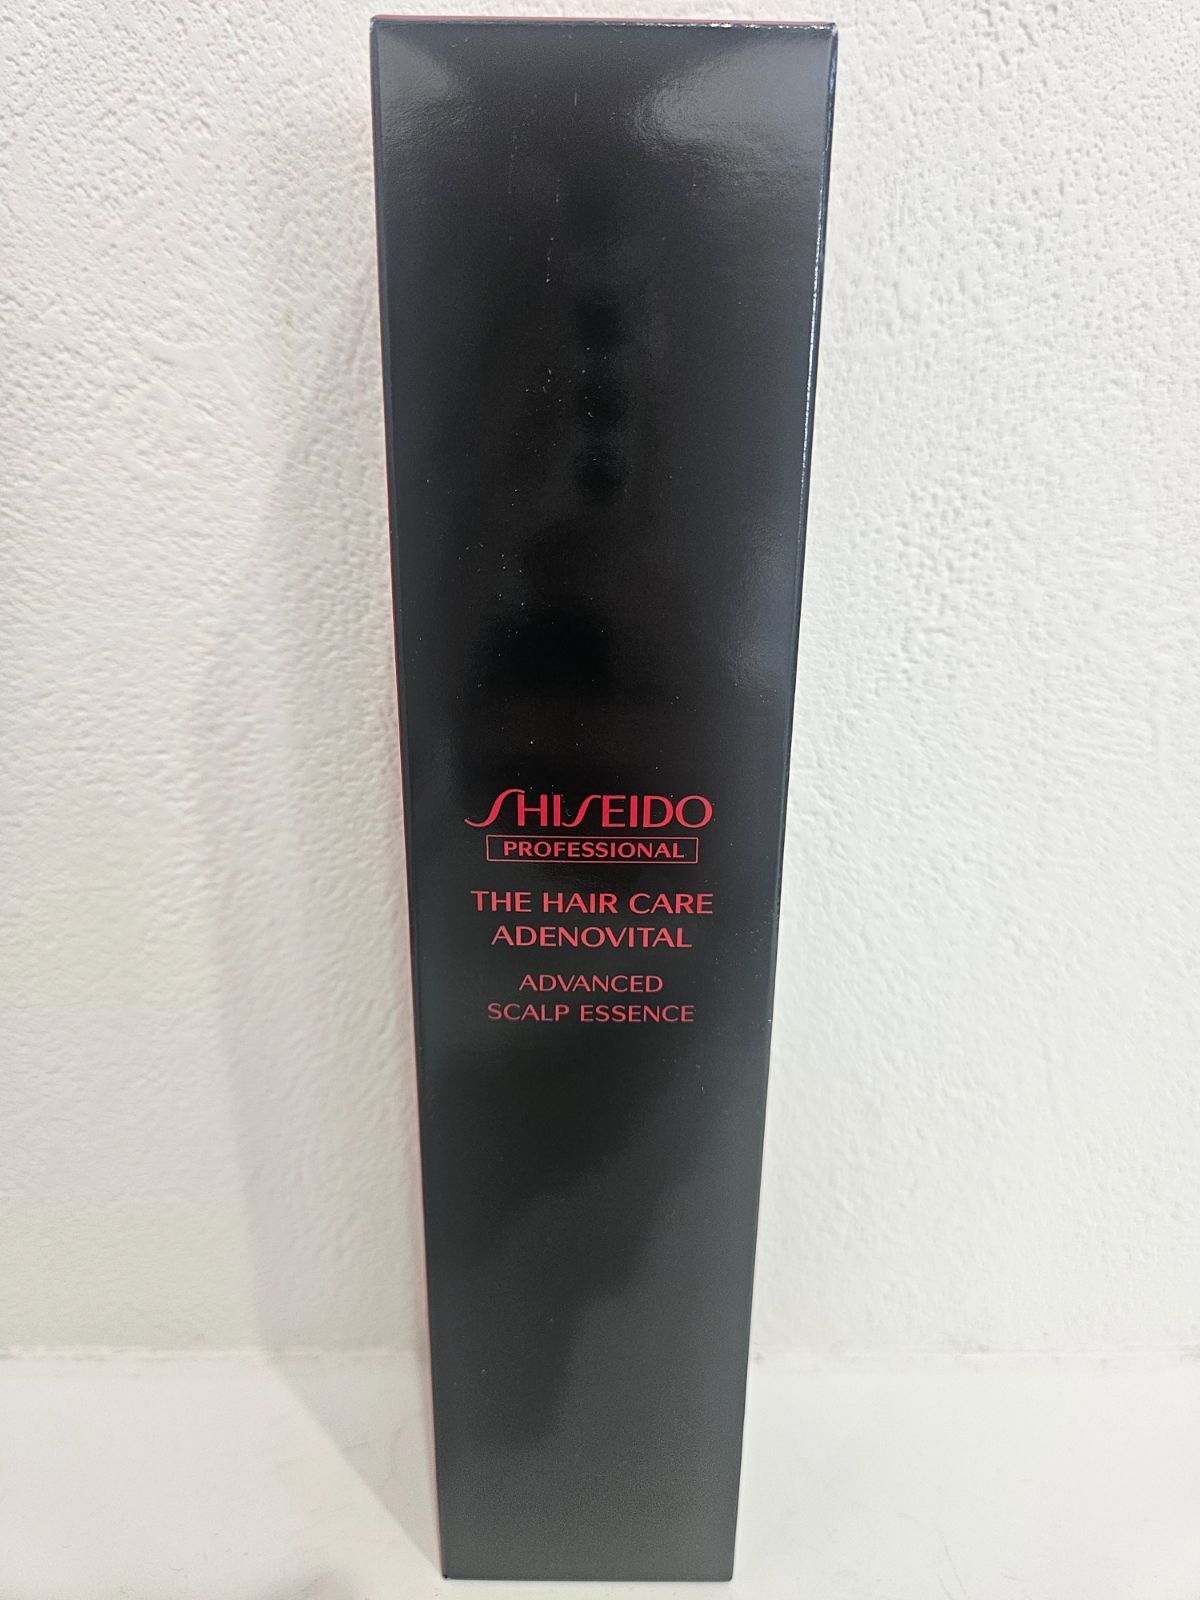 SHISEIDO
PROFESSIONAL
THE HAIR CARE
ADENOVITAL
ADVANCED
SCALP ESSENCE